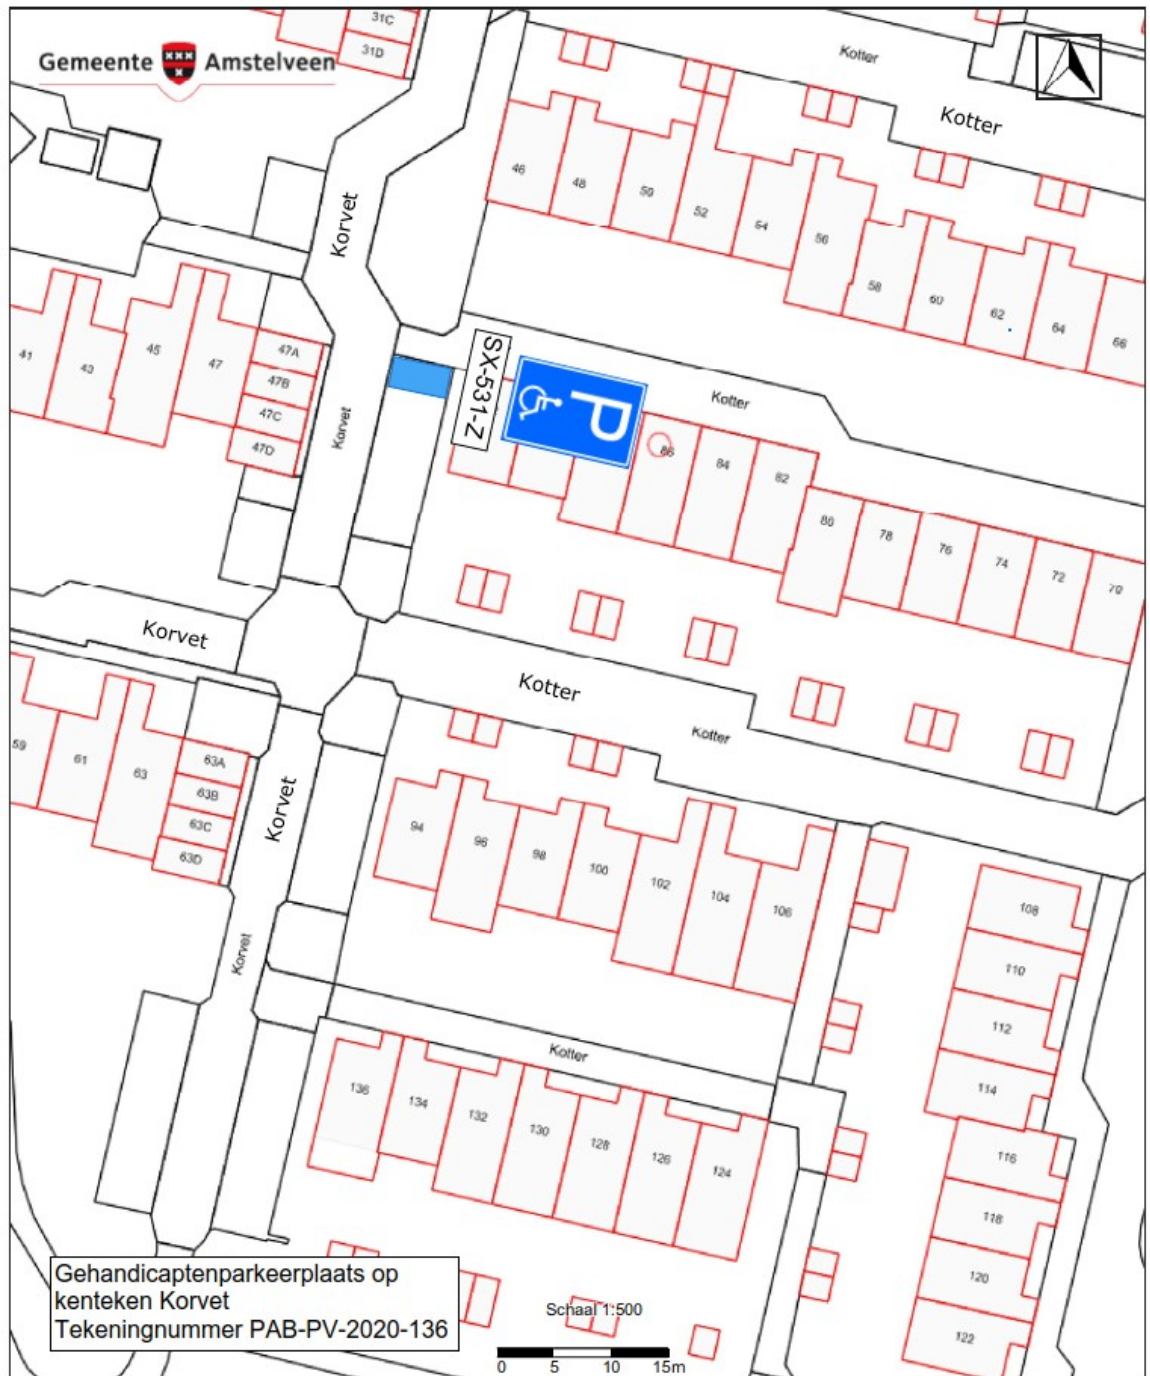 31C
31D
Gemeente Amstelveen
Kotter
Kotter
Korvet
46
48
50
52
54
56
58
60
62
64
66
41
43
45
47
47A
47B
47C
47D
Korvet
SX-531-Z
P
Kotter
86
84
82
80
78
76
74
72
70
Korvet
Kotter
Kotter
59
61
63
63A
63B
63C
63D
Korvet
94
96
98
100
102
104
106
108
110
112
114
116
118
120
122
Korvet
Kotter
136
134
132
130
128
126
124
Gehandicaptenparkeerplaats op
kenteken Korvet
Tekeningnummer PAB-PV-2020-136
Schaal 1:500
0 5 10 15m